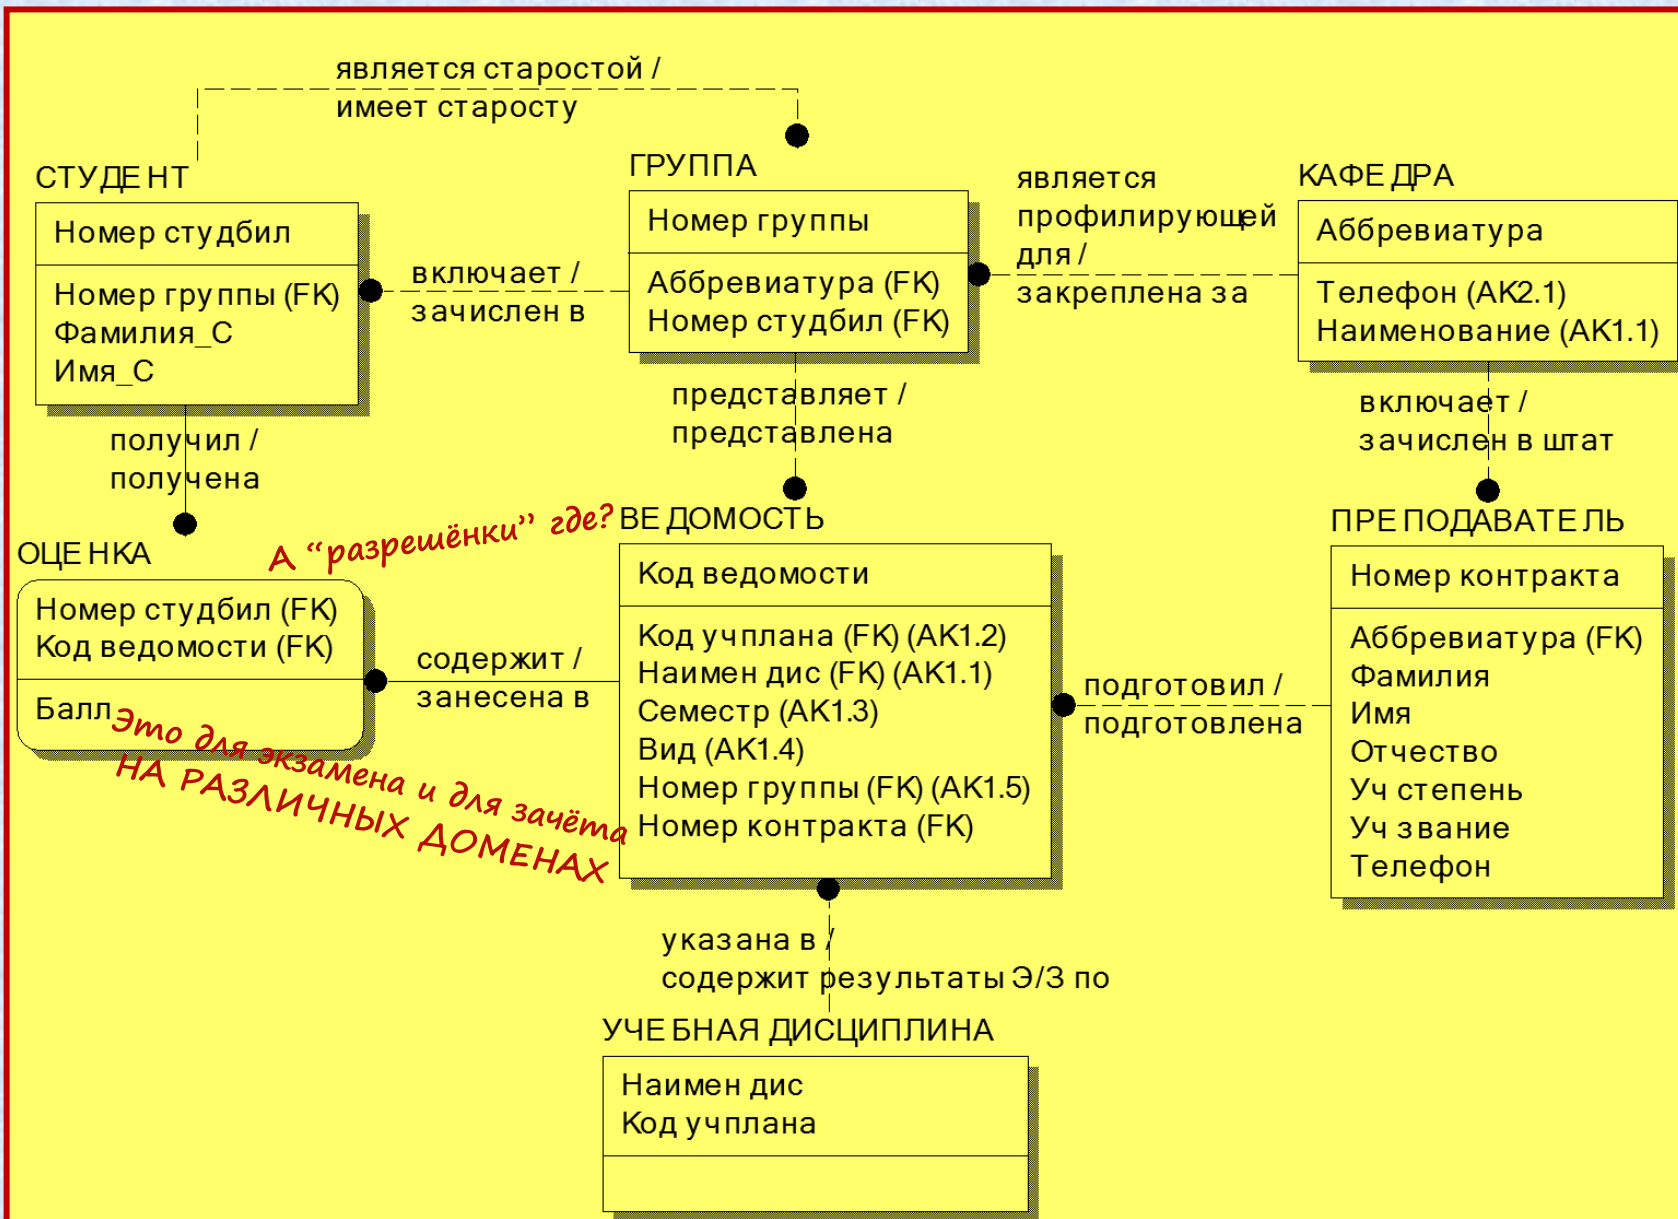 является старостой /
имеет старосту
СТУДЕНТ
Номер студбил
Номер группы (FK)
Фамилия_С
Имя_С
включает /
зачислен в
ГРУППА
Номер группы
Аббревиатура (FK)
Номер студбил (FK)
является
профилирующей
для /
закреплена за
КАФЕДРА
Аббревиатура
Телефон (AK2.1)
Наименование (AK1.1)
получил /
получена
представляет /
представлена
включает /
зачислен в штат
ОЦЕНКА
Номер студбил (FK)
Код ведомости (FK)
Балл
А “разрешёнки” где?
Это для экзамена и для зачёта
НА РАЗЛИЧНЫХ ДОМЕНАХ
содержит /
занесена в
ВЕДОМОСТЬ
Код ведомости
Код учплана (FK) (AK1.2)
Наимен дис (FK) (AK1.1)
Семестр (AK1.3)
Вид (AK1.4)
Номер группы (FK) (AK1.5)
Номер контракта (FK)
подготовил /
подготовлена
ПРЕПОДАВАТЕЛЬ
Номер контракта
Аббревиатура (FK)
Фамилия
Имя
Отчество
Уч степень
Уч звание
Телефон
указана в /
содержит результаты Э/З по
УЧЕБНАЯ ДИСЦИПЛИНА
Наимен дис
Код учплана